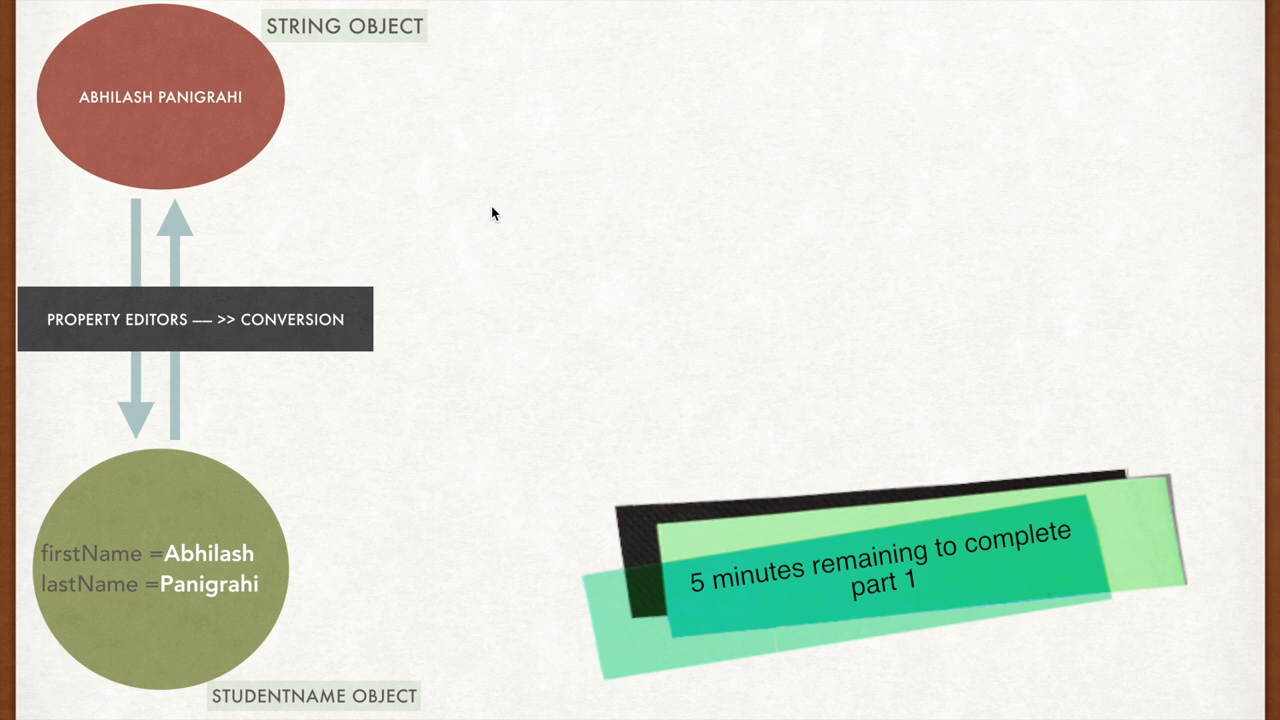 STRING OBJECT
ABHILASH PANIGRAHI
PROPERTY EDITORS — >> CONVERSION
firstName =Abhilash
lastName =Panigrahi
5 minutes remaining to complete
part 1
STUDENTNAME OBJECT